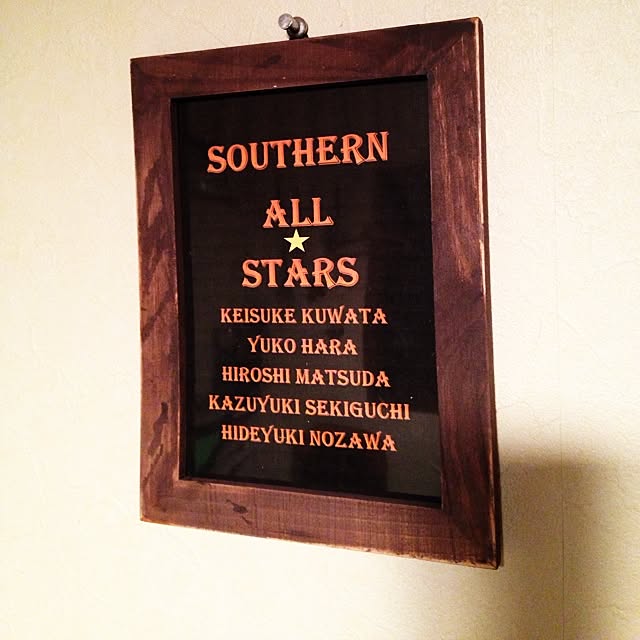 SOUTHERN
ALL
STARS
KEISUKE KUWATA
YUKO HARA
HIROSHI MATSUDA
KAZUYUKI SEKIGUCHI
HIDEYUKI NOZAWA